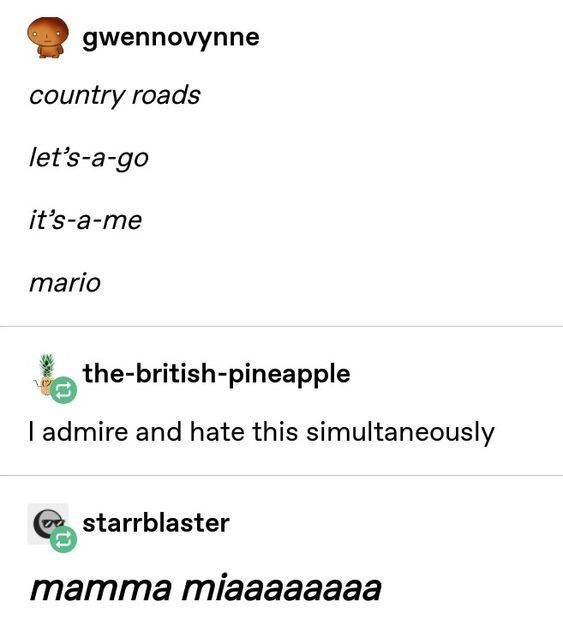 gwennovynne
country roads
let's-a-go
it's-a-me
mario
the-british-pineapple
I admire and hate this simultaneously
starrblaster
mamma miaaaaaaaa